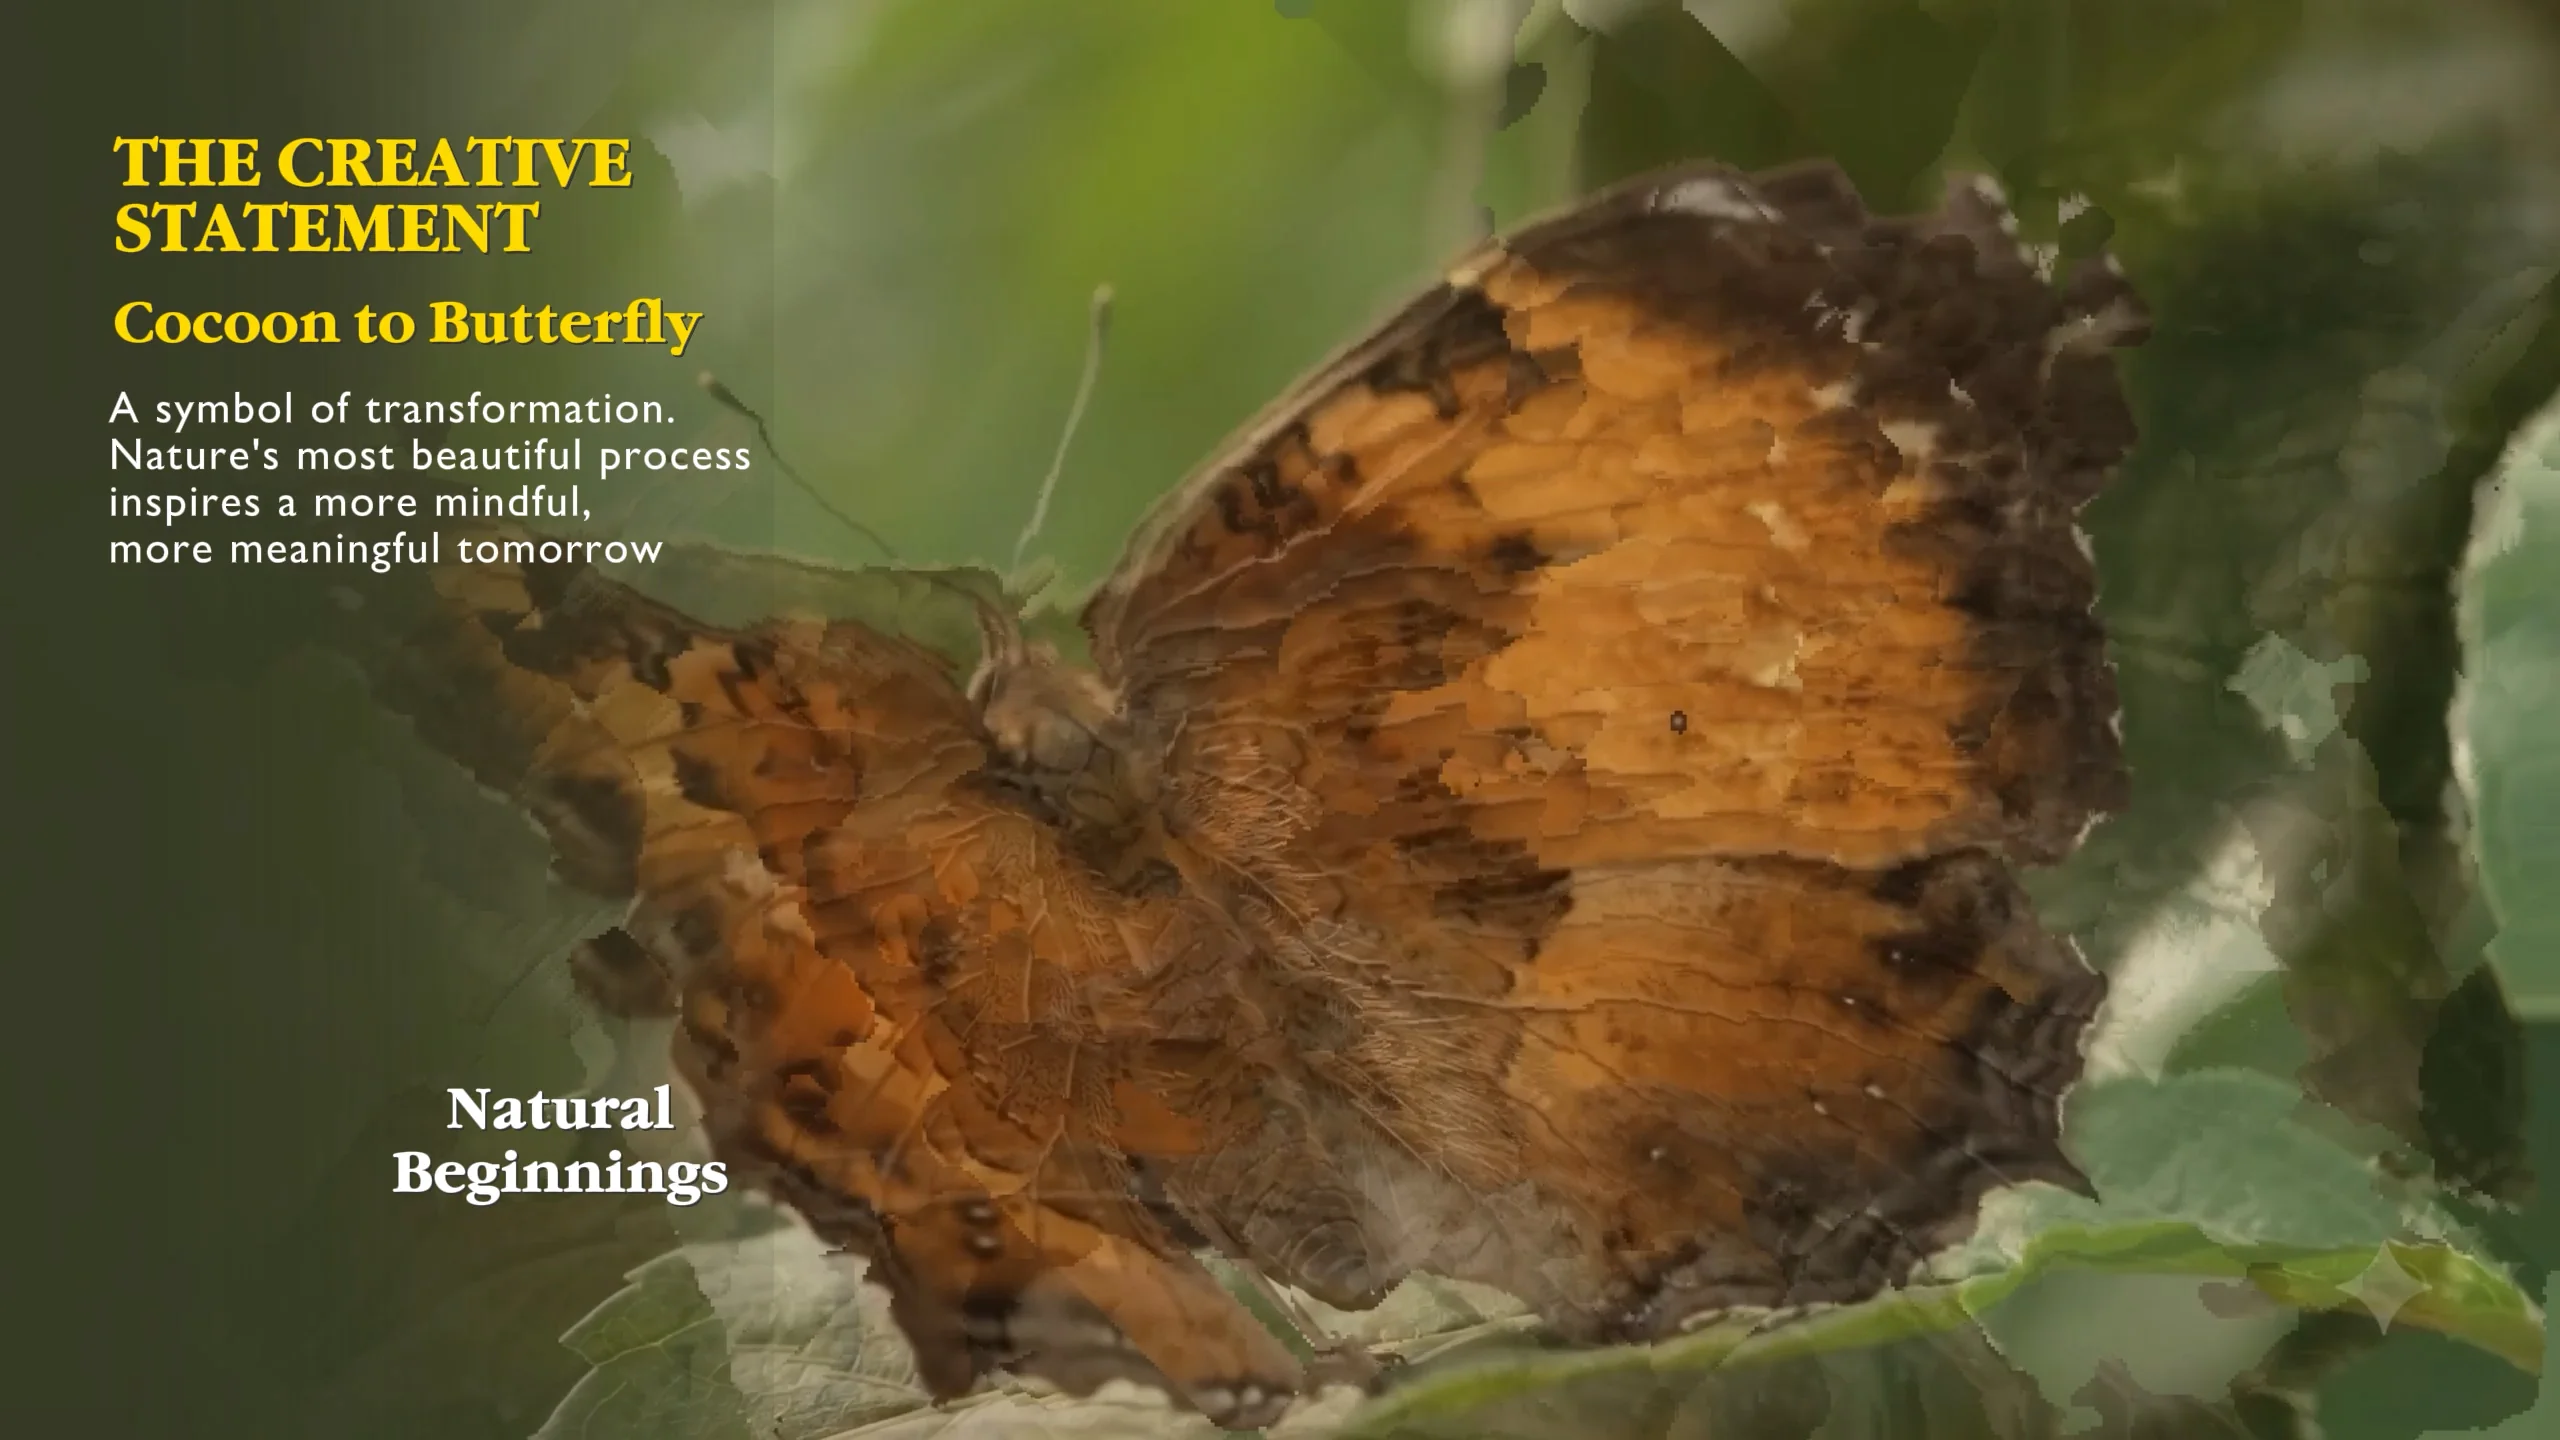 THE CREATIVE
STATEMENT
Cocoon to Butterfly
A symbol of transformation.
Nature's most beautiful process
inspires a more mindful,
more meaningful tomorrow
Natural
Beginnings